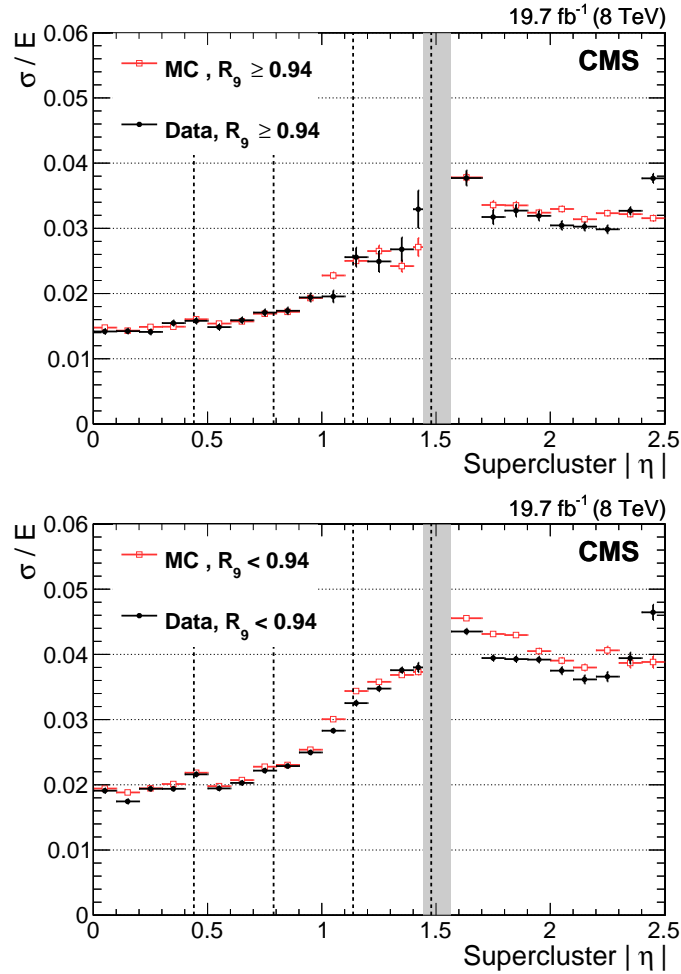 19.7 fb⁻¹ (8 TeV)
σ / E
0.06
MC , R₉ ≥ 0.94
CMS
0.05
Data, R₉ ≥ 0.94
0.04
0.03
0.02
0.01
0
0 0.5 1 1.5 2 2.5
Supercluster | η |
19.7 fb⁻¹ (8 TeV)
σ / E
0.06
MC , R₉ < 0.94
CMS
0.05
Data, R₉ < 0.94
0.04
0.03
0.02
0.01
0
0 0.5 1 1.5 2 2.5
Supercluster | η |